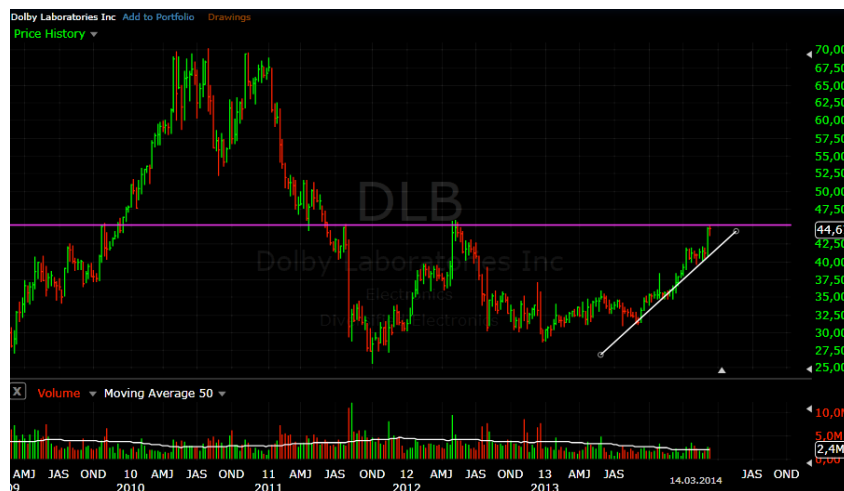 Dolby Laboratories Inc Add to Portfolio Drawings
Price History
70,00
67,50
65,00
62,50
60,00
57,50
55,00
52,50
50,00
47,50
44,6
42,50
40,00
37,50
35,00
32,50
30,00
27,50
25,00
DLB
Dolby Laboratories Inc
Electronics
Diversified Electronics
X Volume Moving Average 50
10,0M
5,0M
2,4M
0,00
AMJ JAS OND 10 AMJ JAS OND 11 AMJ JAS OND 12 AMJ JAS OND 13 AMJ JAS 14.03.2014 JAS OND
09 2010 2011 2012 2013